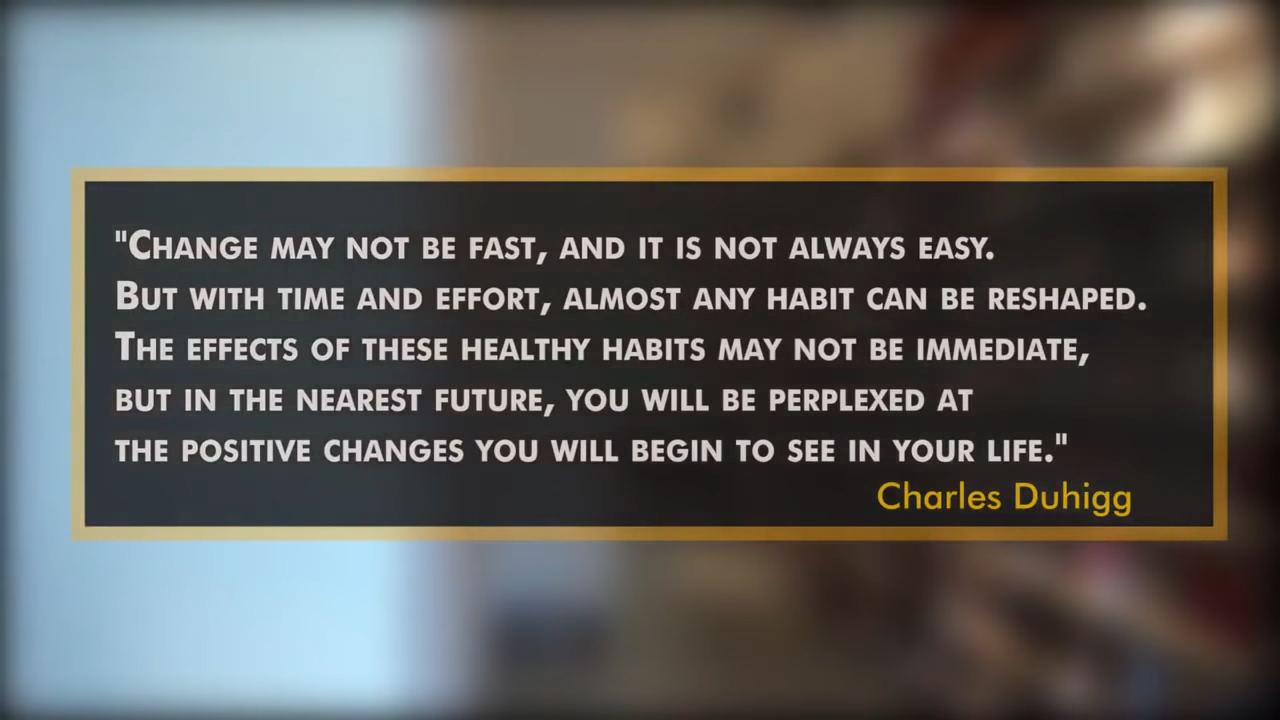 "Change may not be fast, and it is not always easy.
But with time and effort, almost any habit can be reshaped.
The effects of these healthy habits may not be immediate,
but in the nearest future, you will be perplexed at
the positive changes you will begin to see in your life."
Charles Duhigg